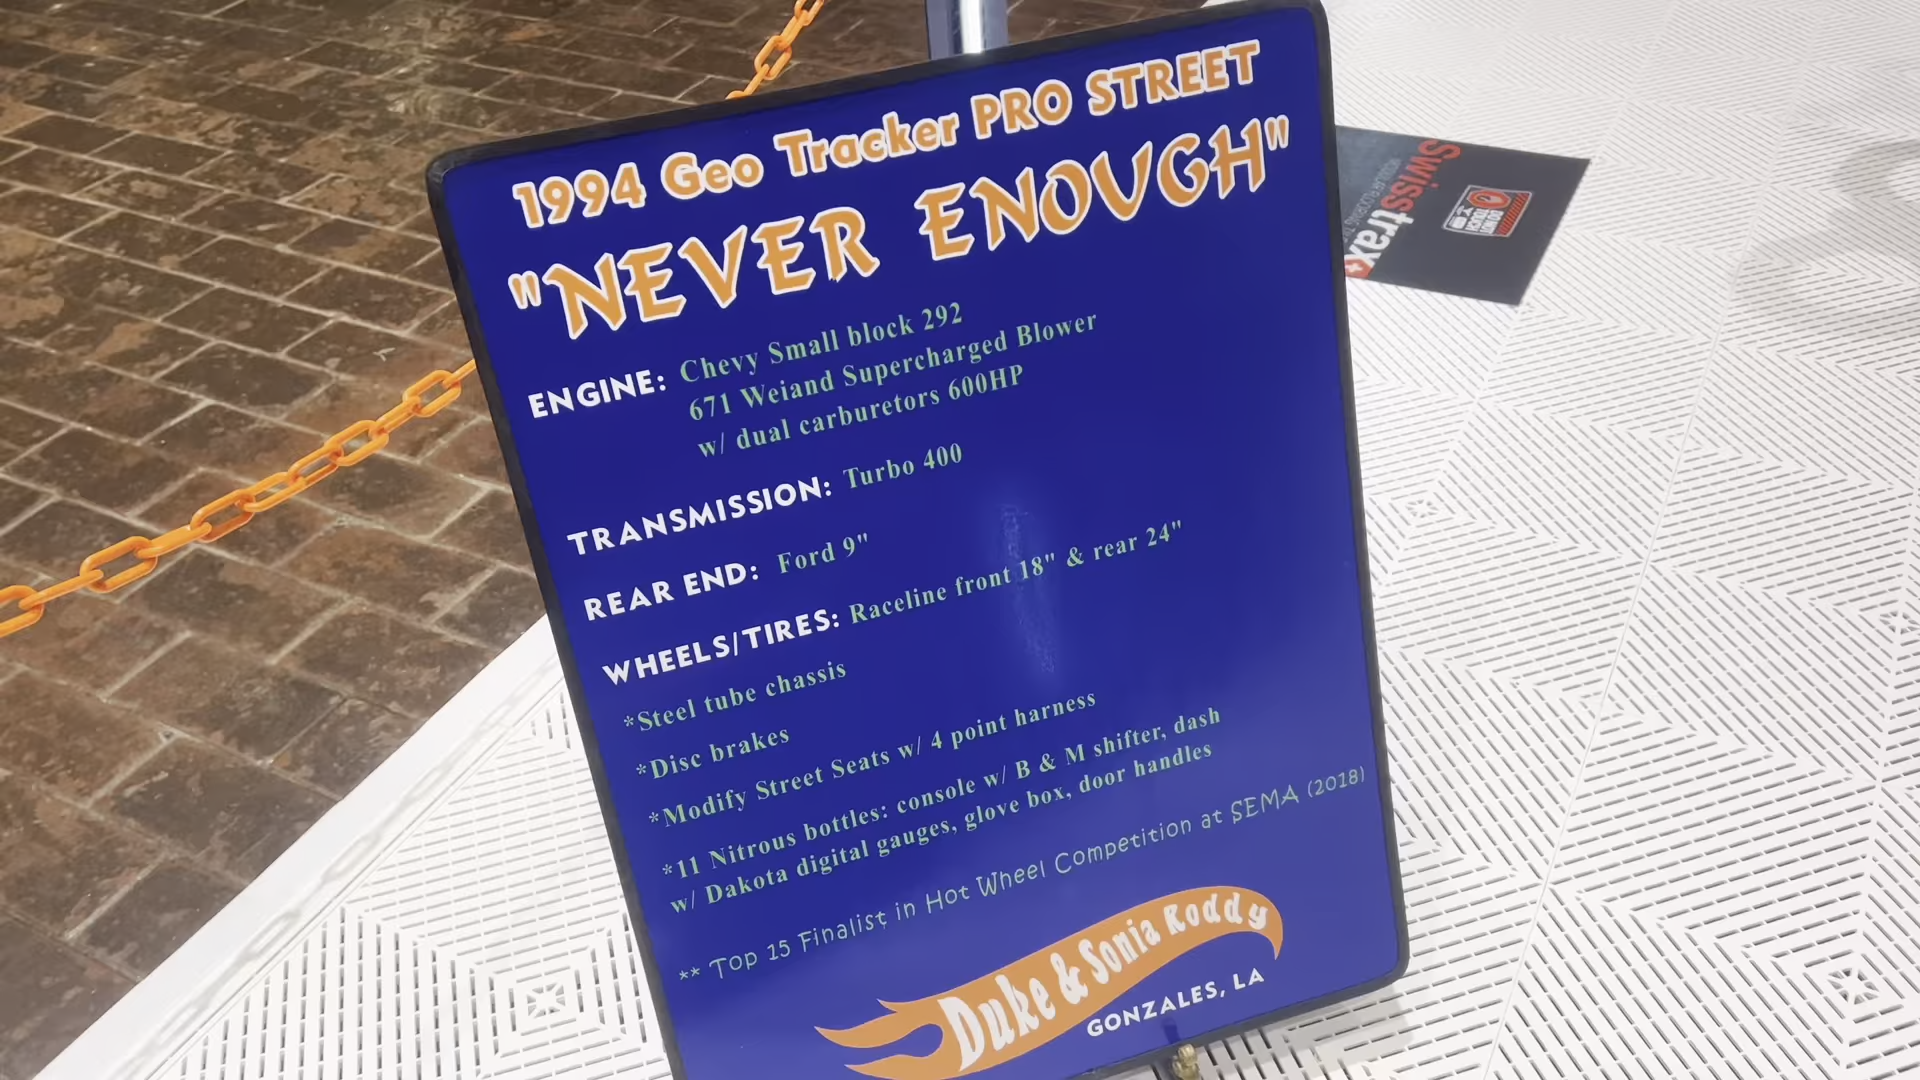 1994 Geo Tracker PRO STREET
"NEVER ENOUGH"
ENGINE: Chevy Small block 292
671 Weiand Supercharged Blower
w/ dual carburetors 600HP
TRANSMISSION: Turbo 400
REAR END: Ford 9"
WHEELS/TIRES: Raceline front 18" & rear 24"
*Steel tube chassis
*Disc brakes
*Modify Street Seats w/ 4 point harness
*11 Nitrous bottles: console w/ B & M shifter, dash
w/ Dakota digital gauges, glove box, door handles
** Top 15 Finalist in Hot Wheel Competition at SEMA (2018)
Duke & Sonia Roddy
GONZALES, LA
Swisstrax